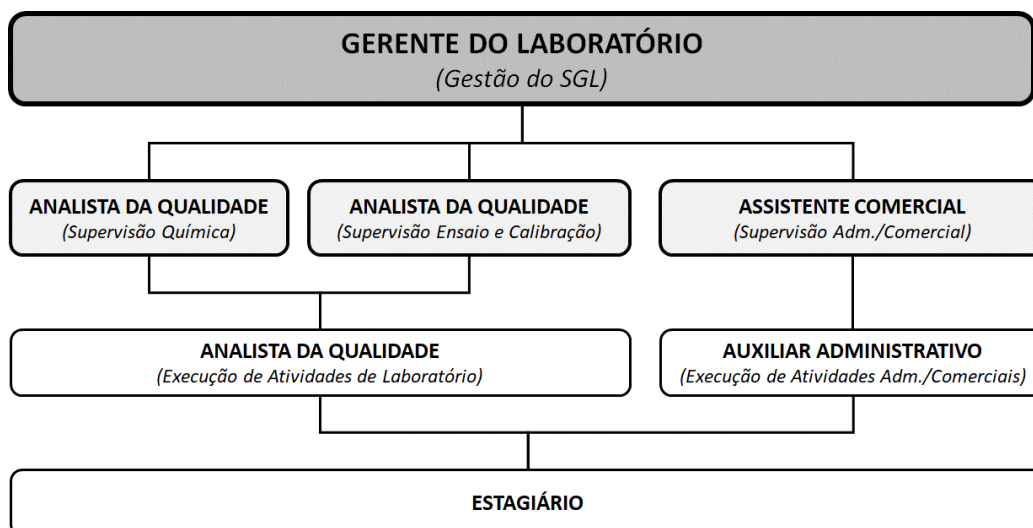 GERENTE DO LABORATÓRIO
(Gestão do SGL)
ANALISTA DA QUALIDADE
(Supervisão Química)
ANALISTA DA QUALIDADE
(Supervisão Ensaio e Calibração)
ASSISTENTE COMERCIAL
(Supervisão Adm./Comercial)
ANALISTA DA QUALIDADE
(Execução de Atividades de Laboratório)
AUXILIAR ADMINISTRATIVO
(Execução de Atividades Adm./Comerciais)
ESTAGIÁRIO